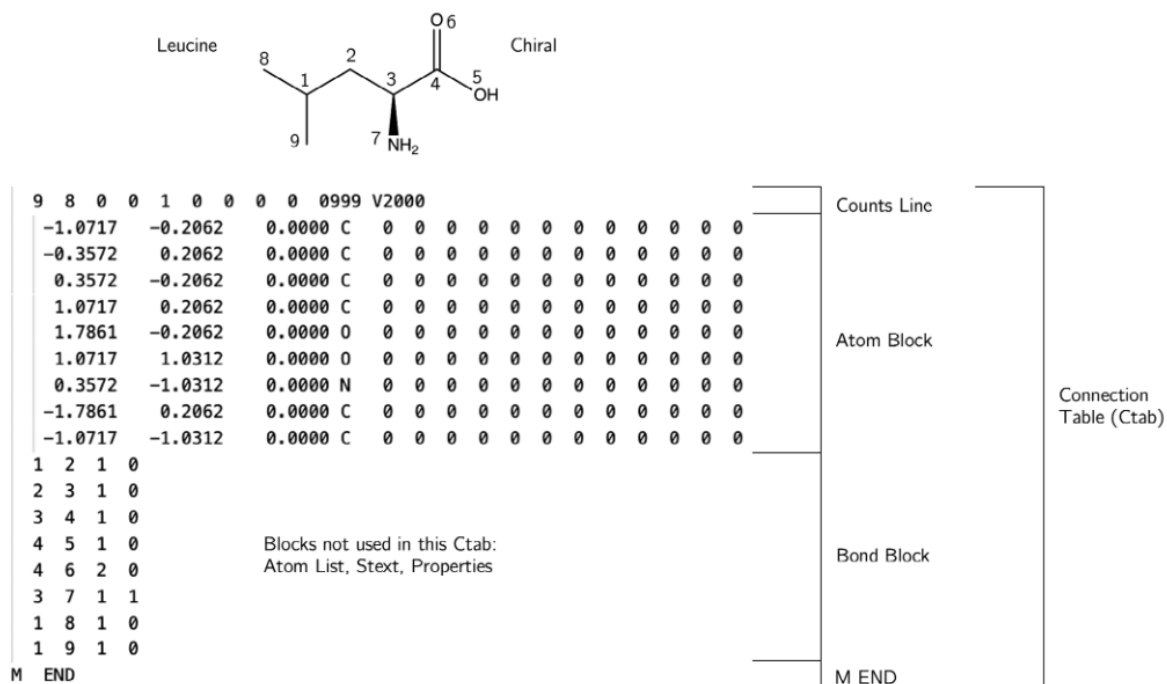 O 6
Leucine
Chiral
8
2
1
3
4
5
OH
9
7
NH2
9 8 0 0 1 0 0 0 0 0999 V2000
-1.0717 -0.2062 0.0000 C 0 0 0 0 0 0 0 0 0 0 0 0
-0.3572 0.2062 0.0000 C 0 0 0 0 0 0 0 0 0 0 0 0
0.3572 -0.2062 0.0000 C 0 0 0 0 0 0 0 0 0 0 0 0
1.0717 0.2062 0.0000 C 0 0 0 0 0 0 0 0 0 0 0 0
1.7861 -0.2062 0.0000 O 0 0 0 0 0 0 0 0 0 0 0 0
1.0717 1.0312 0.0000 O 0 0 0 0 0 0 0 0 0 0 0 0
0.3572 -1.0312 0.0000 N 0 0 0 0 0 0 0 0 0 0 0 0
-1.7861 0.2062 0.0000 C 0 0 0 0 0 0 0 0 0 0 0 0
-1.0717 -1.0312 0.0000 C 0 0 0 0 0 0 0 0 0 0 0 0
1 2 1 0
2 3 1 0
3 4 1 0
4 5 1 0
4 6 2 0
3 7 1 1
1 8 1 0
1 9 1 0
M END
Blocks not used in this Ctab:
Atom List, Stext, Properties
Counts Line
Atom Block
Bond Block
M END
Connection
Table (Ctab)